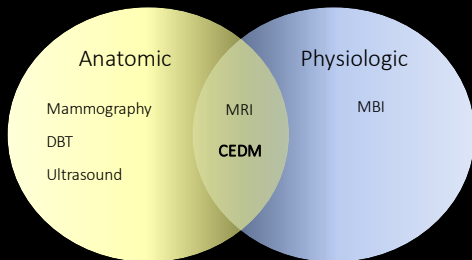 Anatomic
Physiologic
Mammography
DBT
Ultrasound
MRI
CEDM
MBI